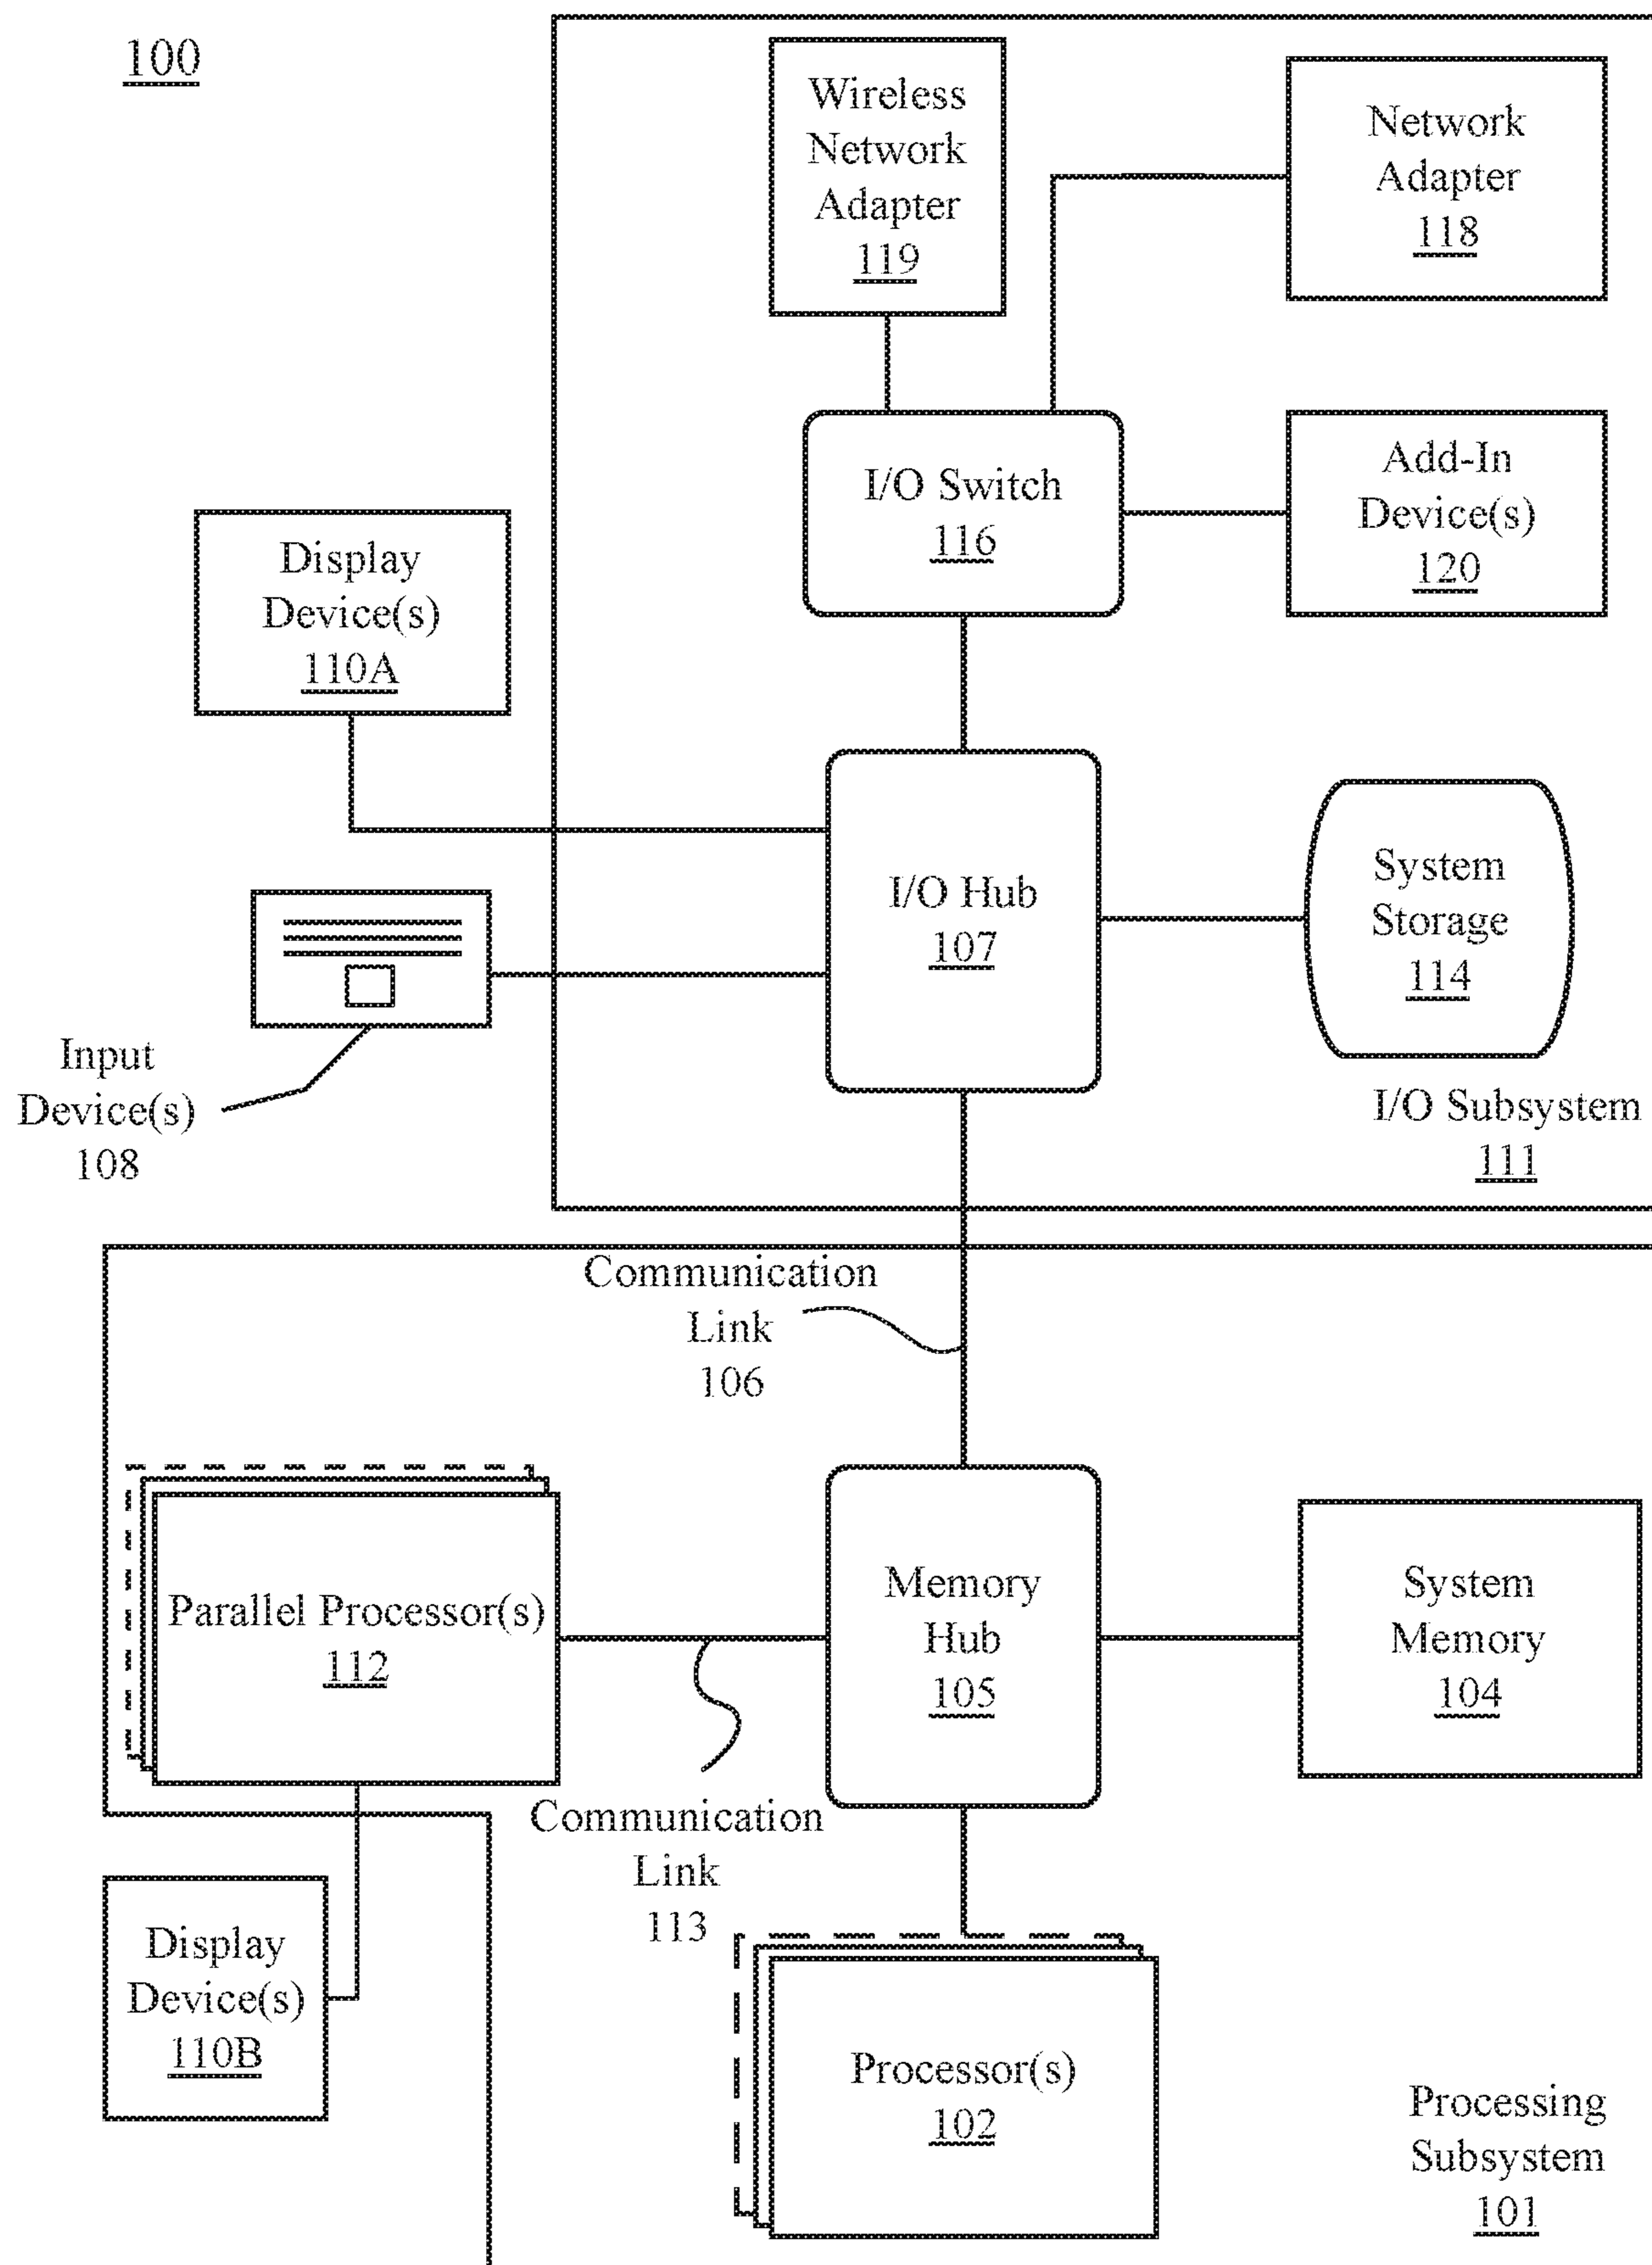 100
Wireless
Network
Adapter
119
Network
Adapter
118
I/O Switch
116
Add-In
Device(s)
120
Display
Device(s)
110A
I/O Hub
107
System
Storage
114
Input
Device(s)
108
I/O Subsystem
111
Communication
Link
106
Parallel Processor(s)
112
Memory
Hub
105
System
Memory
104
Communication
Link
113
Display
Device(s)
110B
Processor(s)
102
Processing
Subsystem
101